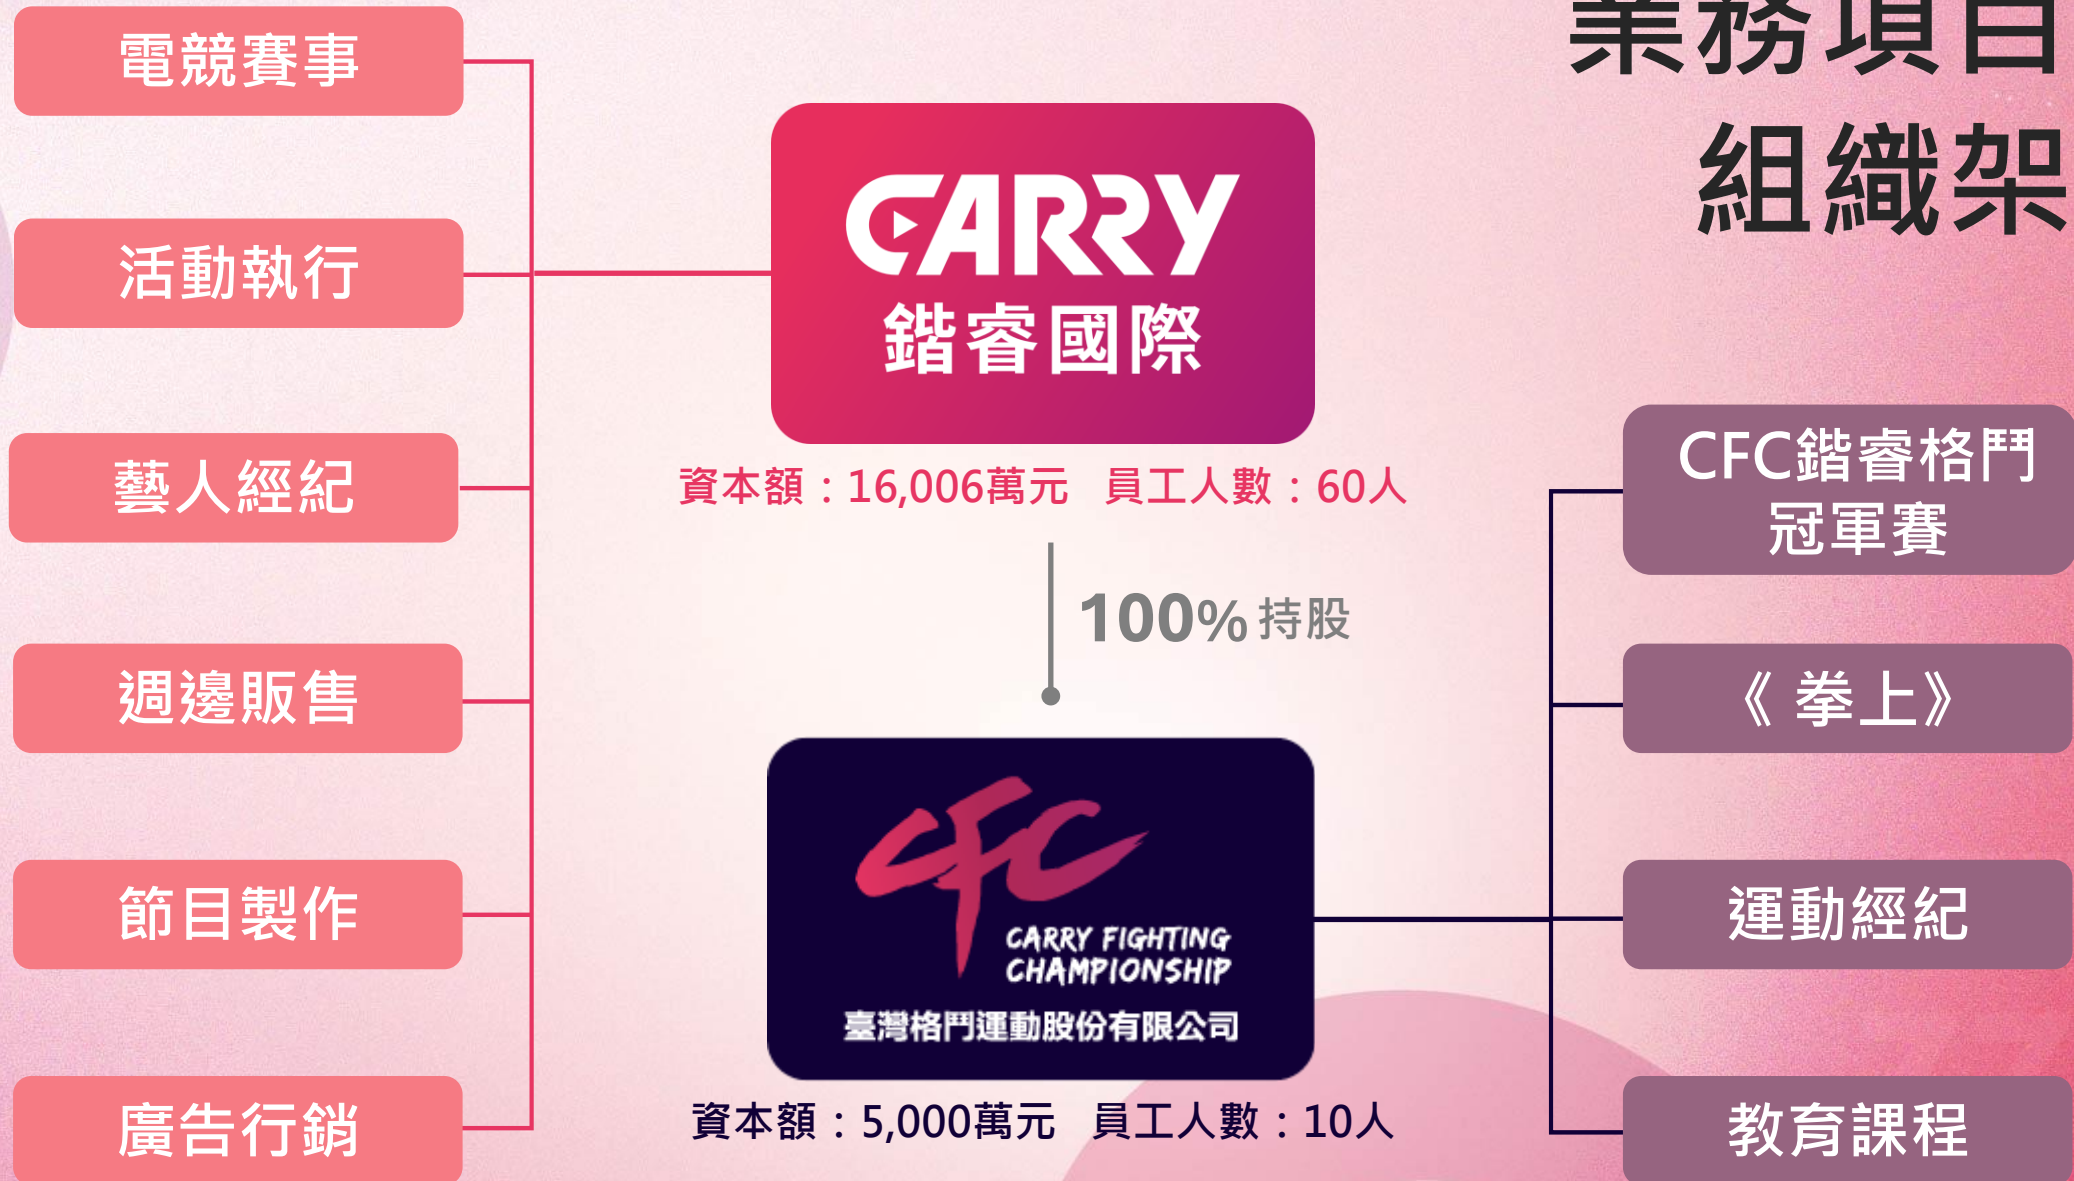 業務項目
組織架
電競賽事
活動執行
藝人經紀
週邊販售
節目製作
廣告行銷
CARRY
鍇睿國際
資本額：16,006萬元 員工人數：60人
100% 持股
CFC
CARRY FIGHTING
CHAMPIONSHIP
臺灣格鬥運動股份有限公司
資本額：5,000萬元 員工人數：10人
CFC鍇睿格鬥
冠軍賽
《 拳上》
運動經紀
教育課程